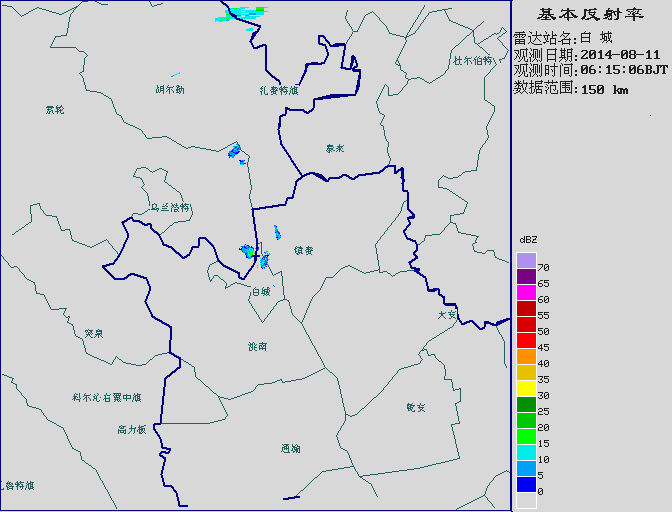 基本反射率
雷达站名:白 城
观测日期:2014-08-11
观测时间:06:15:06BJT
数据范围:150 km
杜尔伯特
胡尔勒
扎赉特旗
索伦
泰来
乌兰浩特
镇赉
白城
大安
突泉
洮南
科尔沁右翼中旗
乾安
高力板
通榆
鲁特旗
dBZ
70
65
60
55
50
45
40
35
30
25
20
15
10
5
0